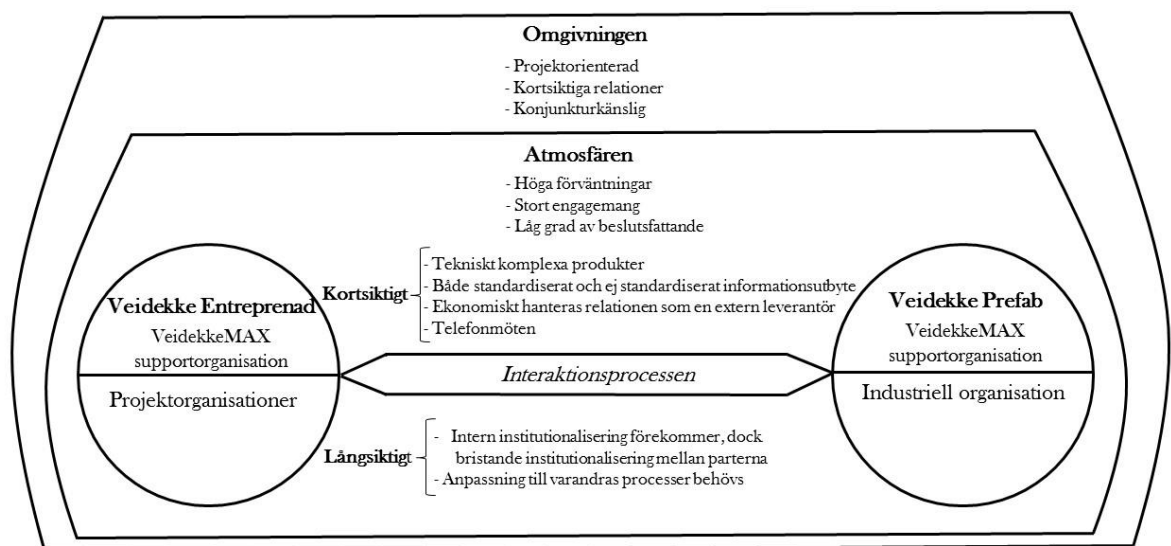 Omgivningen
- Projektorienterad
- Kortsiktiga relationer
- Konjunkturkänslig
Atmosfären
- Höga förväntningar
- Stort engagemang
- Låg grad av beslutsfattande
Kortsiktigt
- Tekniskt komplexa produkter
- Både standardiserat och ej standardiserat informationsutbyte
- Ekonomiskt hanteras relationen som en extern leverantör
- Telefonmöten
Veidekke Entreprenad
VeidekkeMAX
supportorganisation
Projektorganisationer
Interaktionsprocessen
Veidekke Prefab
VeidekkeMAX
supportorganisation
Industriell organisation
Långsiktigt
- Intern institutionalisering förekommer, dock
bristande institutionalisering mellan parterna
- Anpassning till varandras processer behövs